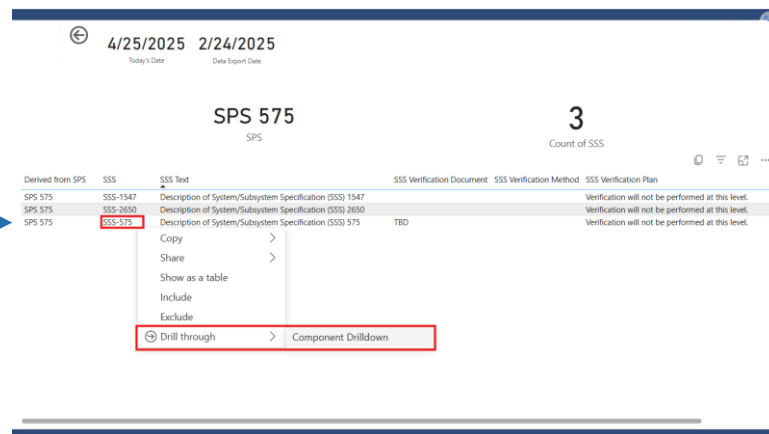 4/25/2025 2/24/2025
Today's Date Data Export Date
SPS 575 3
SPS Count of SSS
Derived from SPS SSS SSS Text SSS Verification Document SSS Verification Method SSS Verification Plan
SPS 575 SSS-1547 Description of System/Subsystem Specification (SSS) 1547 Verification will not be performed at this level.
SPS 575 SSS-2650 Description of System/Subsystem Specification (SSS) 2650 Verification will not be performed at this level.
SPS 575 SSS-575 Description of System/Subsystem Specification (SSS) 575 TBD Verification will not be performed at this level.
Copy
Share
Show as a table
Include
Exclude
Drill through Component Drilldown